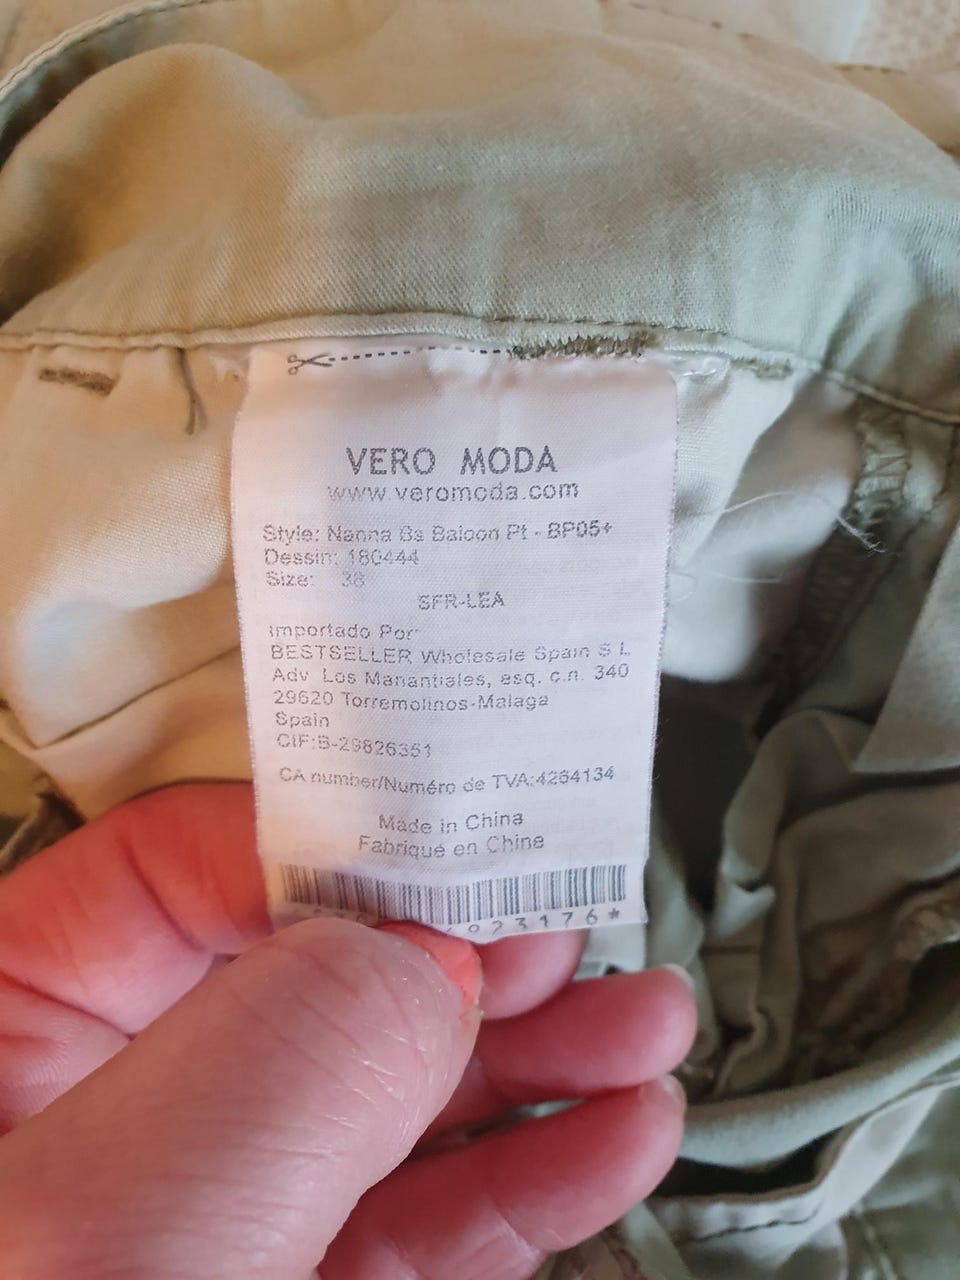 VERO MODA
www.veromoda.com
Style: Nanna Bs Baloon Pt - BP05+
Dessin: 180444
Size: 38
SFR-LEA
Importado Por:
BESTSELLER Wholesale Spain S L
Adv Los Manantiales, esq. c.n. 340
29620 Torremolinos-Malaga
Spain
CIF:B-29826351
CA number/Numéro de TVA:4264134
Made in China
Fabriqué en Chine
923176*